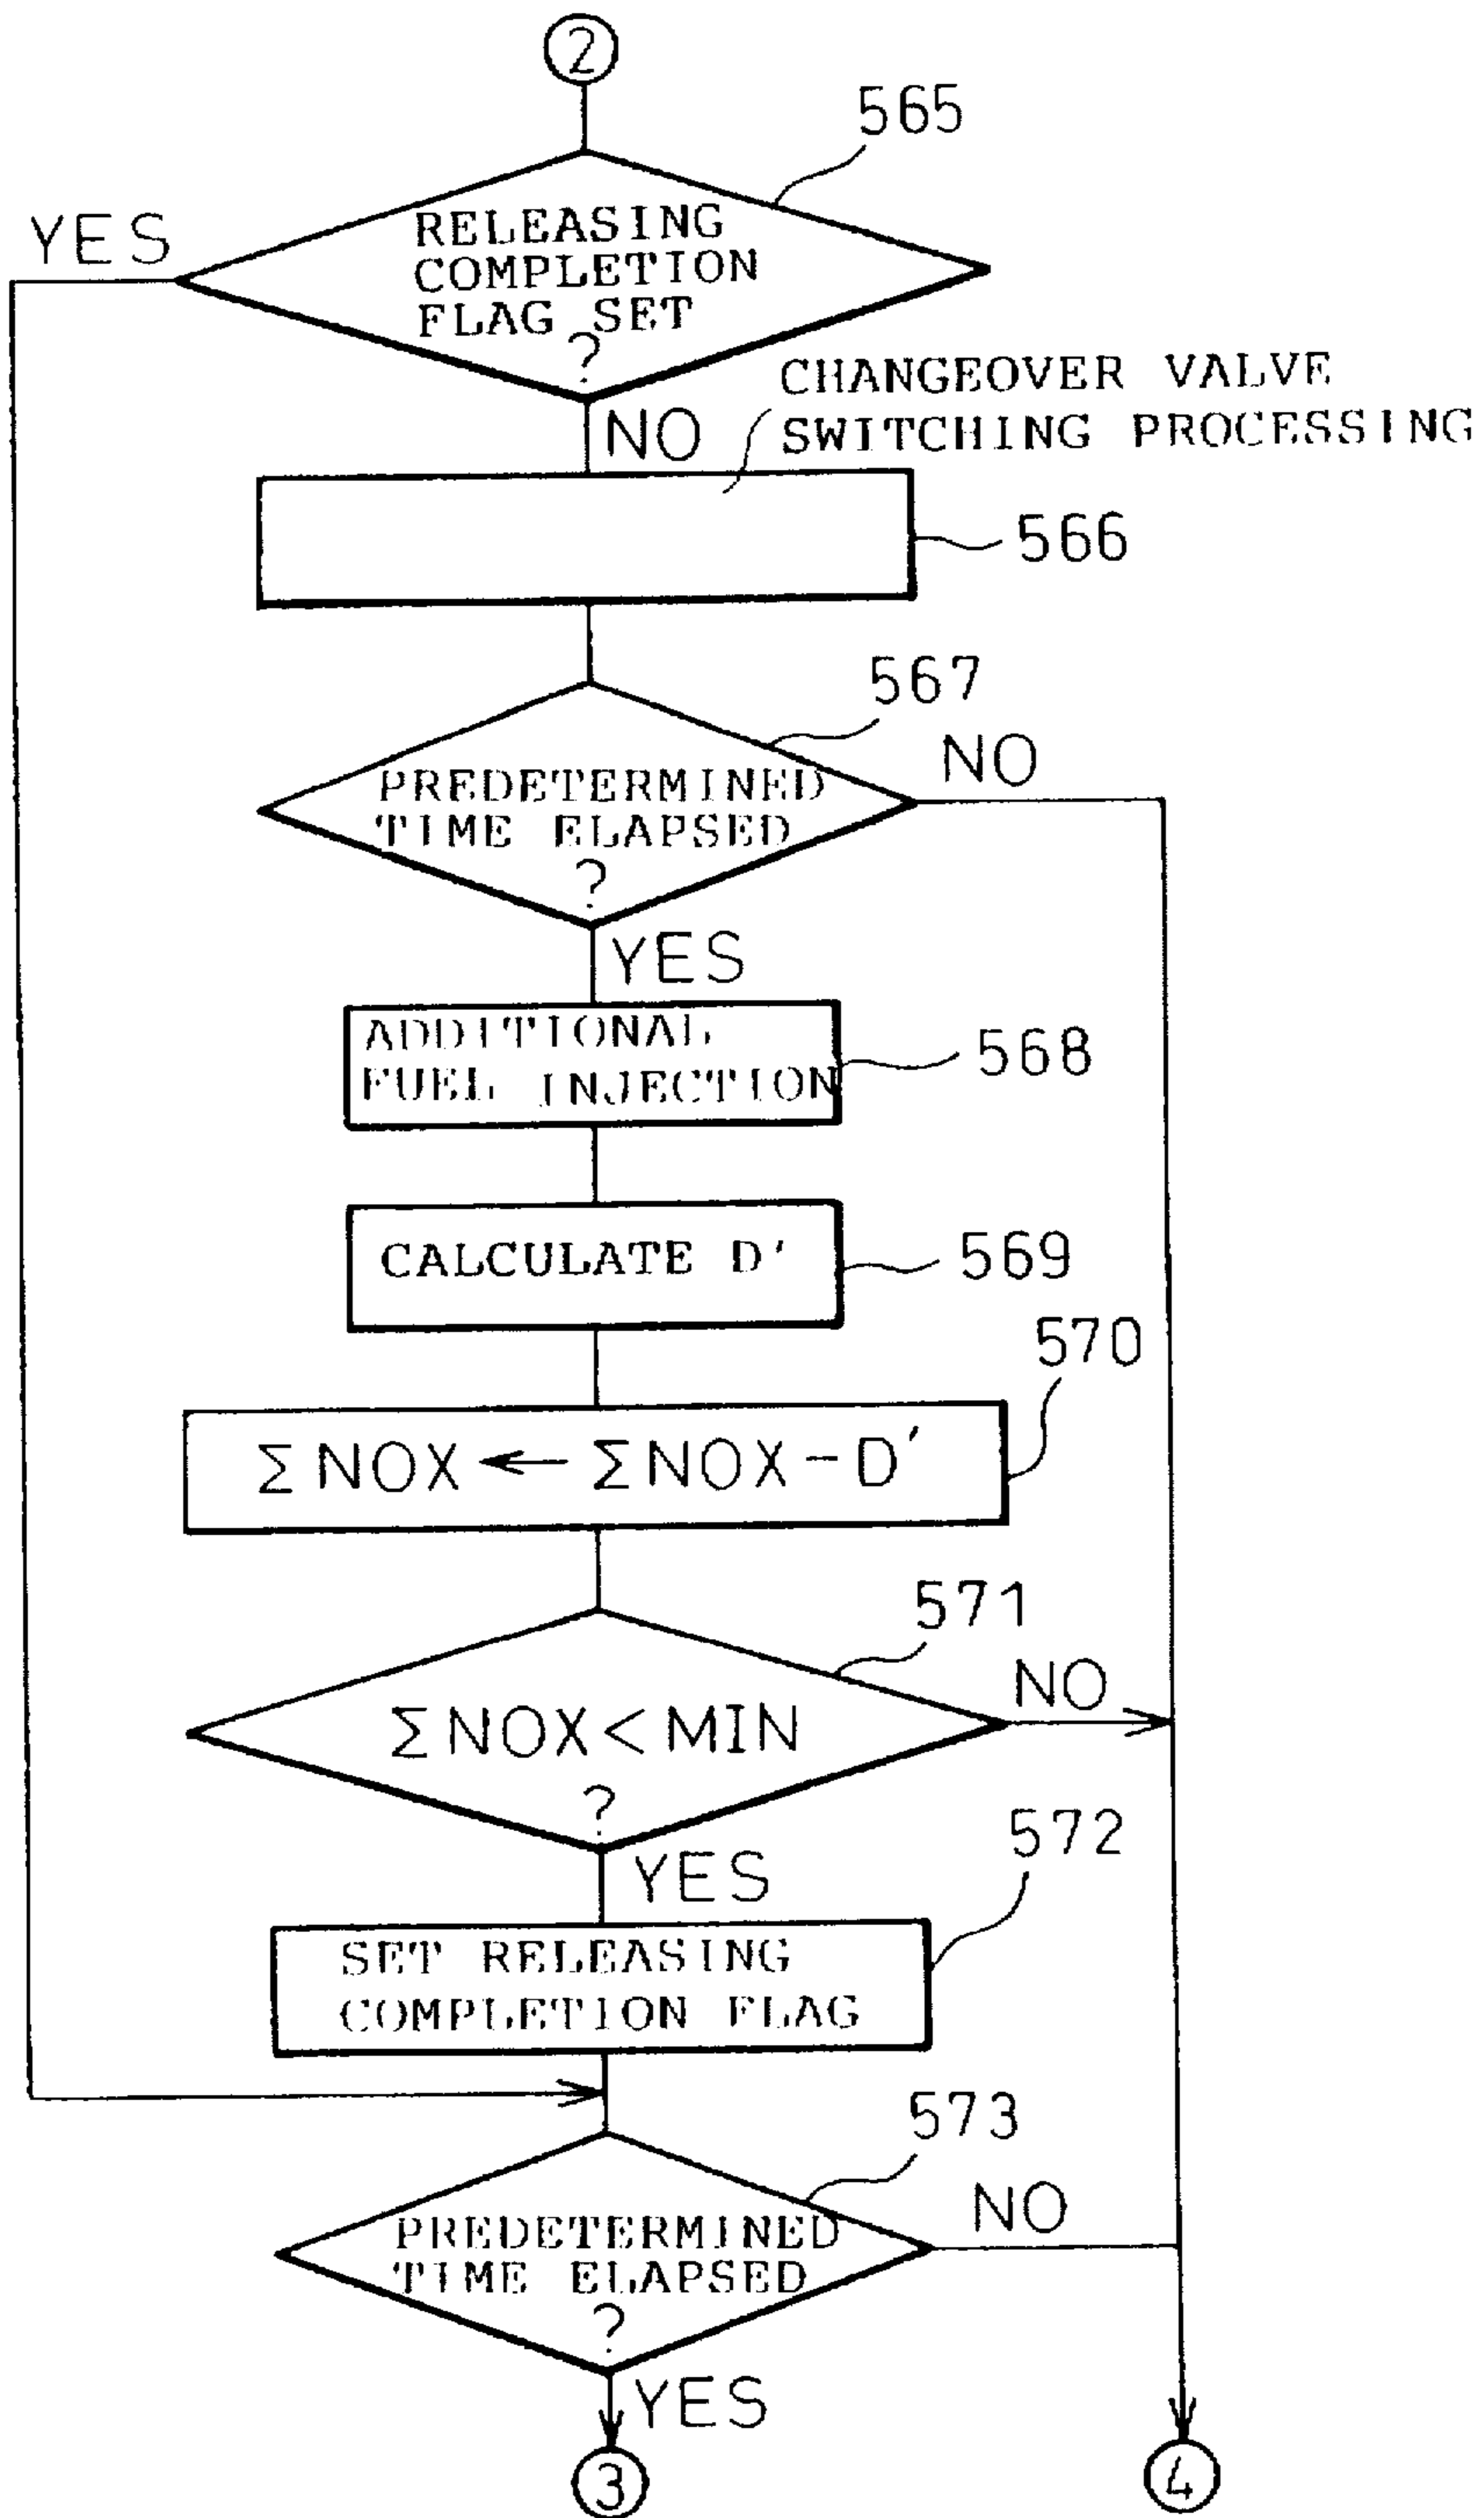 2
565
YES
RELEASING
COMPLETION
FLAG SET
?
CHANGEOVER VALVE
SWITCHING PROCESSING
NO
566
567
NO
PREDETERMINED
TIME ELAPSED
?
YES
ADDITIONAL
FUEL INJECTION
568
CALCULATE D'
569
570
ΣNOX ← ΣNOX - D'
571
NO
ΣNOX < MIN
?
572
YES
SET RELEASING
COMPLETION FLAG
573
NO
PREDETERMINED
TIME ELAPSED
?
YES
3
4